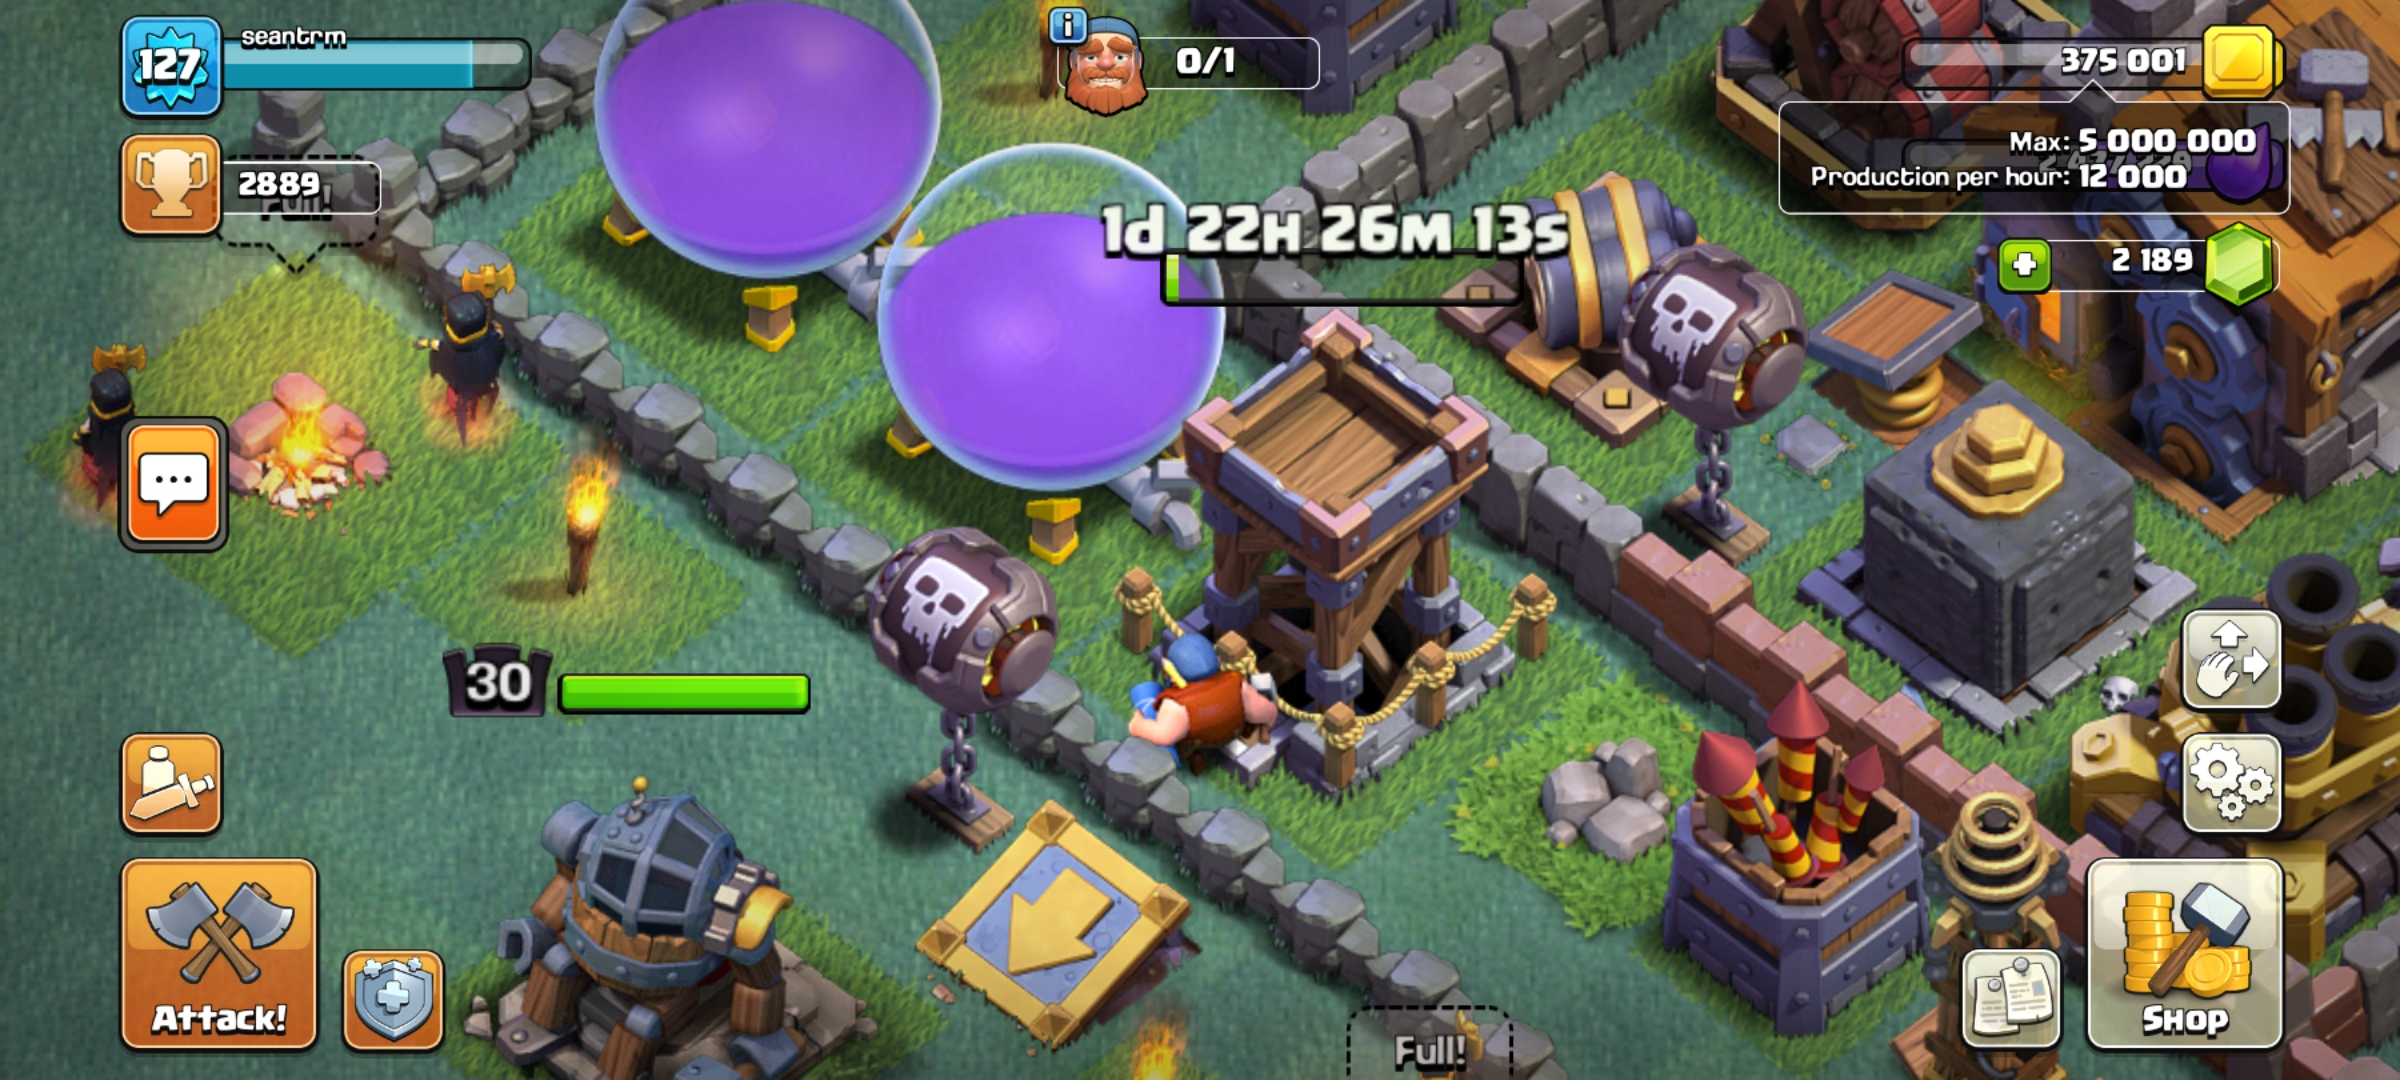 127
seantrm
0/1
375 001
Max: 5 000 000
Production per hour: 12 000
2889
Full!
1d 22H 26M 13s
2 189
30
Attack!
Full!
Shop